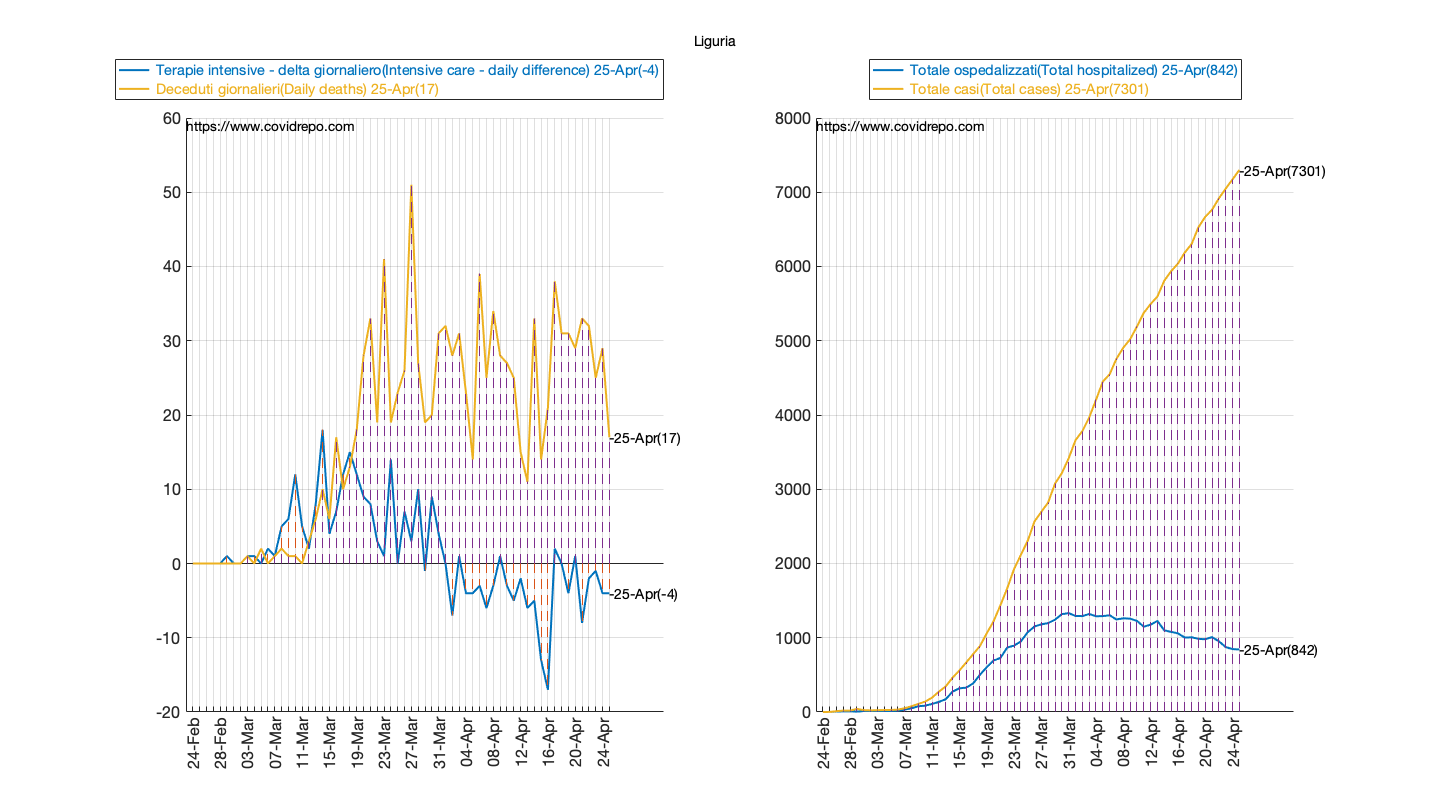 Liguria
Terapie intensive - delta giornaliero(Intensive care - daily difference) 25-Apr(-4)
Deceduti giornalieri(Daily deaths) 25-Apr(17)
https://www.covidrepo.com
60
50
40
30
20
10
0
-10
-20
-25-Apr(17)
-25-Apr(-4)
24-Feb
28-Feb
03-Mar
07-Mar
11-Mar
15-Mar
19-Mar
23-Mar
27-Mar
31-Mar
04-Apr
08-Apr
12-Apr
16-Apr
20-Apr
24-Apr
Totale ospedalizzati(Total hospitalized) 25-Apr(842)
Totale casi(Total cases) 25-Apr(7301)
https://www.covidrepo.com
8000
7000
6000
5000
4000
3000
2000
1000
0
-25-Apr(7301)
-25-Apr(842)
24-Feb
28-Feb
03-Mar
07-Mar
11-Mar
15-Mar
19-Mar
23-Mar
27-Mar
31-Mar
04-Apr
08-Apr
12-Apr
16-Apr
20-Apr
24-Apr